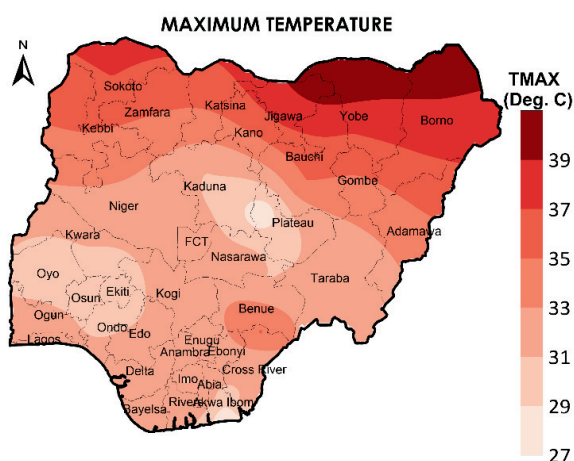 MAXIMUM TEMPERATURE
N
TMAX
(Deg. C)
Sokoto
Zamfara
Katsina
Jigawa
Yobe
Borno
Kebbi
Kano
Bauchi
Gombe
Kaduna
Niger
Plateau
Adamawa
Kwara
FCT
Nasarawa
Taraba
Oyo
Osun
Ekiti
Kogi
Benue
Ogun
Lagos
Ondo
Edo
Enugu
Anambra
Ebonyi
Delta
Imo
Abia
Cross River
Bayelsa
Rivers
Akwa Ibom
39
37
35
33
31
29
27